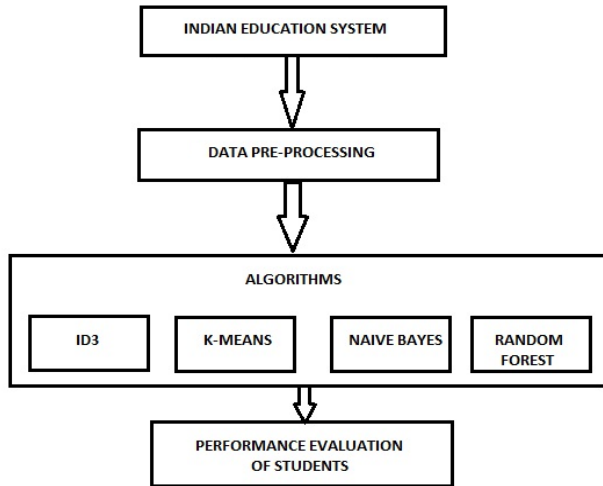 INDIAN EDUCATION SYSTEM
DATA PRE-PROCESSING
ALGORITHMS
ID3
K-MEANS
NAIVE BAYES
RANDOM
FOREST
PERFORMANCE EVALUATION
OF STUDENTS